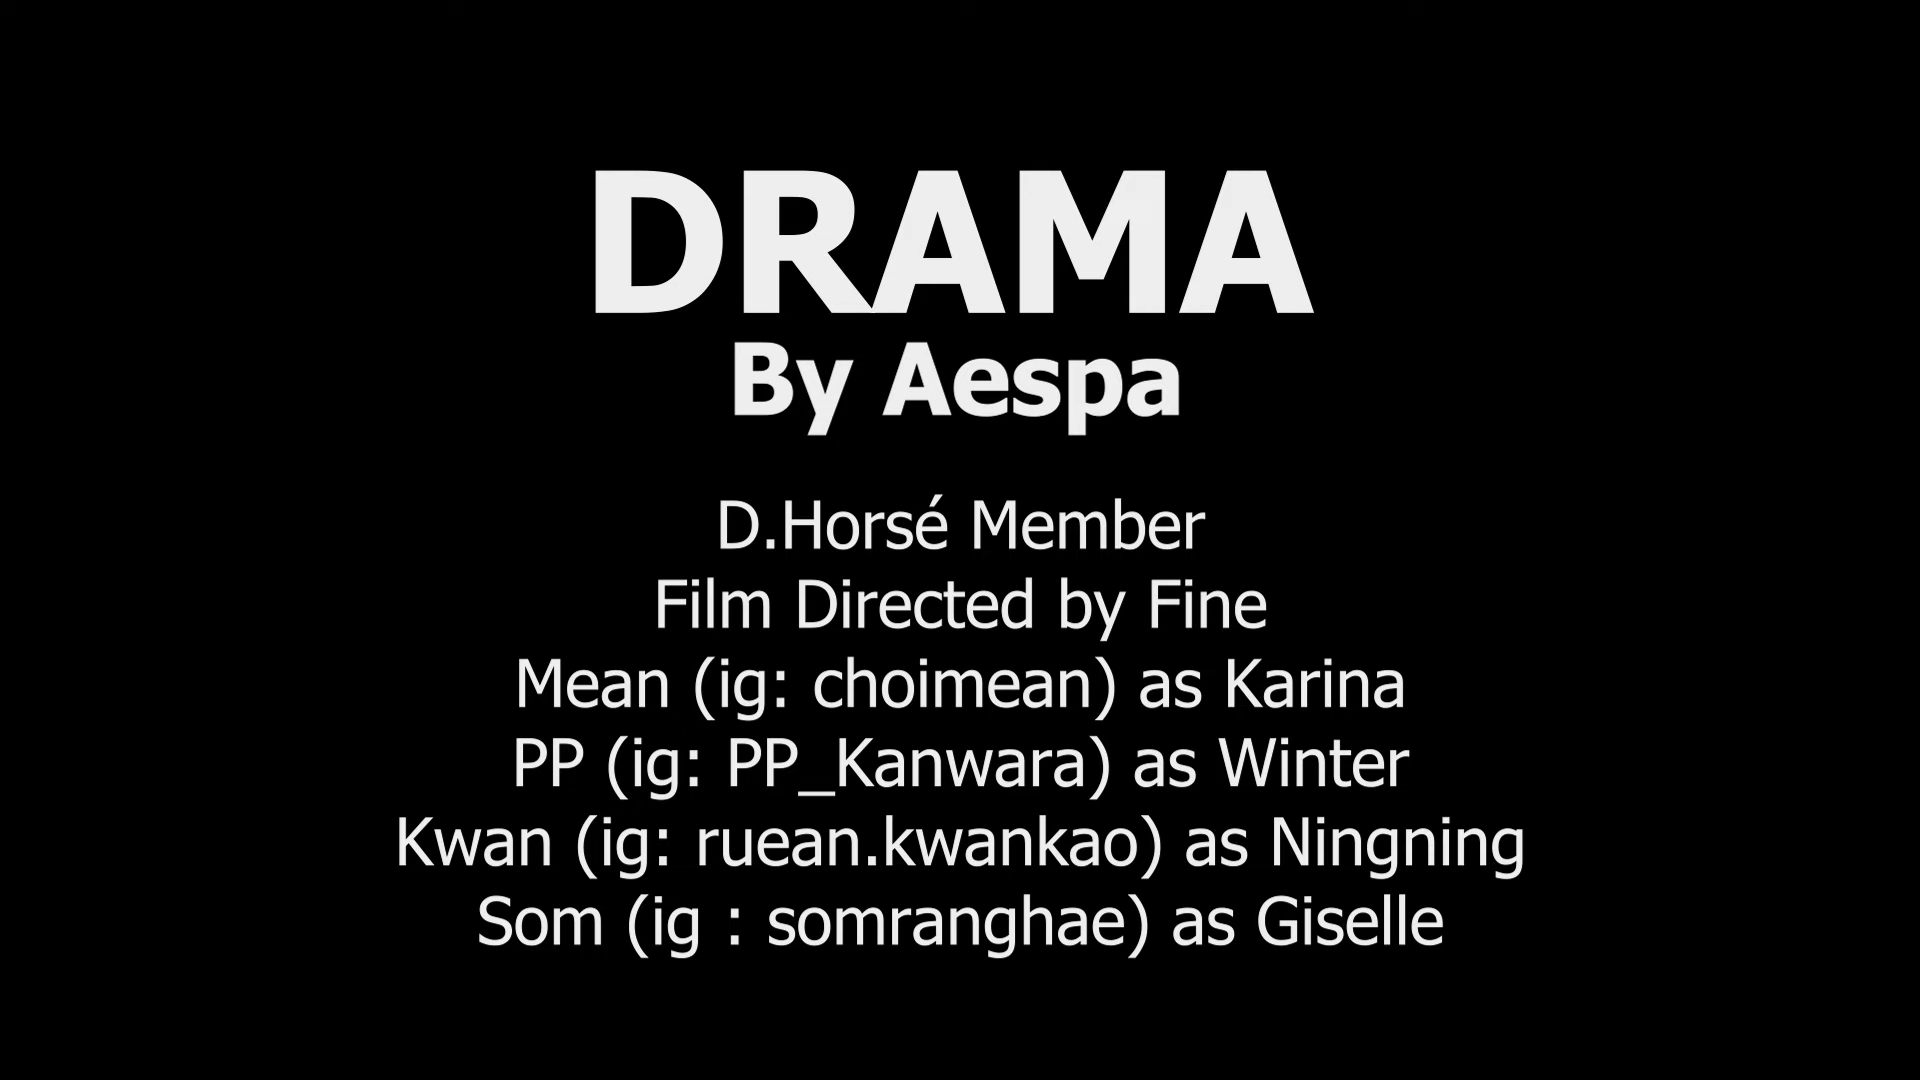 DRAMA
By Aespa
D.Horsé Member
Film Directed by Fine
Mean (ig: choimean) as Karina
PP (ig: PP_Kanwara) as Winter
Kwan (ig: ruean.kwankao) as Ningning
Som (ig : somranghae) as Giselle